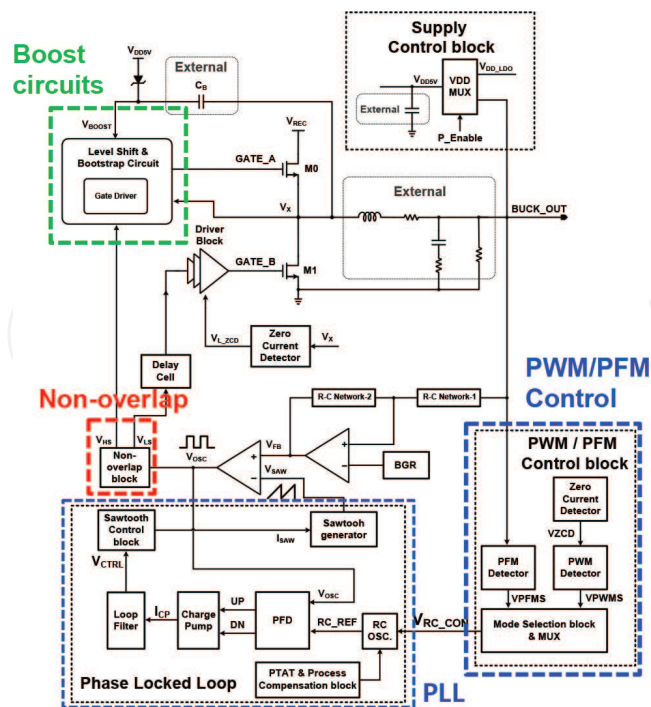 Boost
circuits
VDD5V
External
CB
VBOOST
Level Shift &
Bootstrap Circuit
Gate Driver
GATE_A
VREC
M0
VX
Supply
Control block
VDD5V
VDD
MUX
VDD_LDO
External
P_Enable
External
BUCK_OUT
Driver
Block
GATE_B
M1
VL_ZCD
Zero
Current
Detector
VX
Delay
Cell
Non-overlap
VHS
VLS
Non-
overlap
block
VOSC
VFB
VSAW
R-C Network-2
R-C Network-1
BGR
PWM/PFM
Control
PWM / PFM
Control block
Zero
Current
Detector
VZCD
PFM
Detector
PWM
Detector
VPFMS
VPWMS
Mode Selection block
& MUX
VRC_CON
Sawtooth
Control
block
ISAW
Sawtooh
generator
VCTRL
VOSC
Loop
Filter
ICP
Charge
Pump
UP
DN
PFD
RC_REF
RC
OSC.
PTAT & Process
Compensation block
Phase Locked Loop
PLL